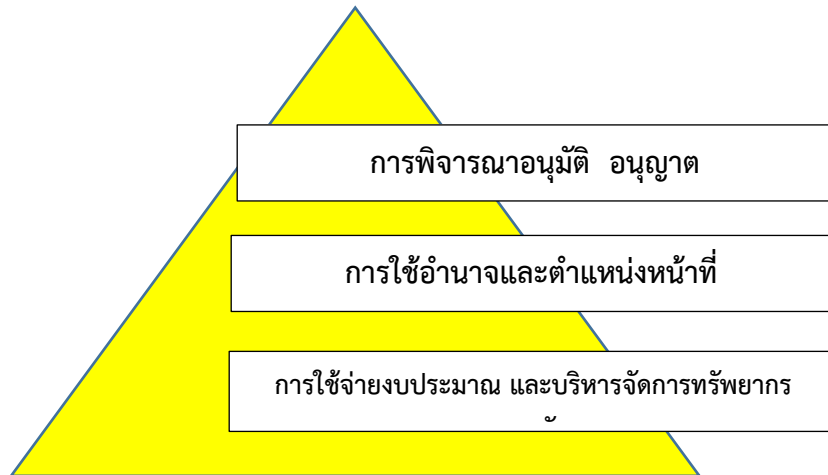 การพิจารณาอนุมัติ อนุญาต
การใช้อำนาจและตำแหน่งหน้าที่
การใช้จ่ายงบประมาณ และบริหารจัดการทรัพยากร